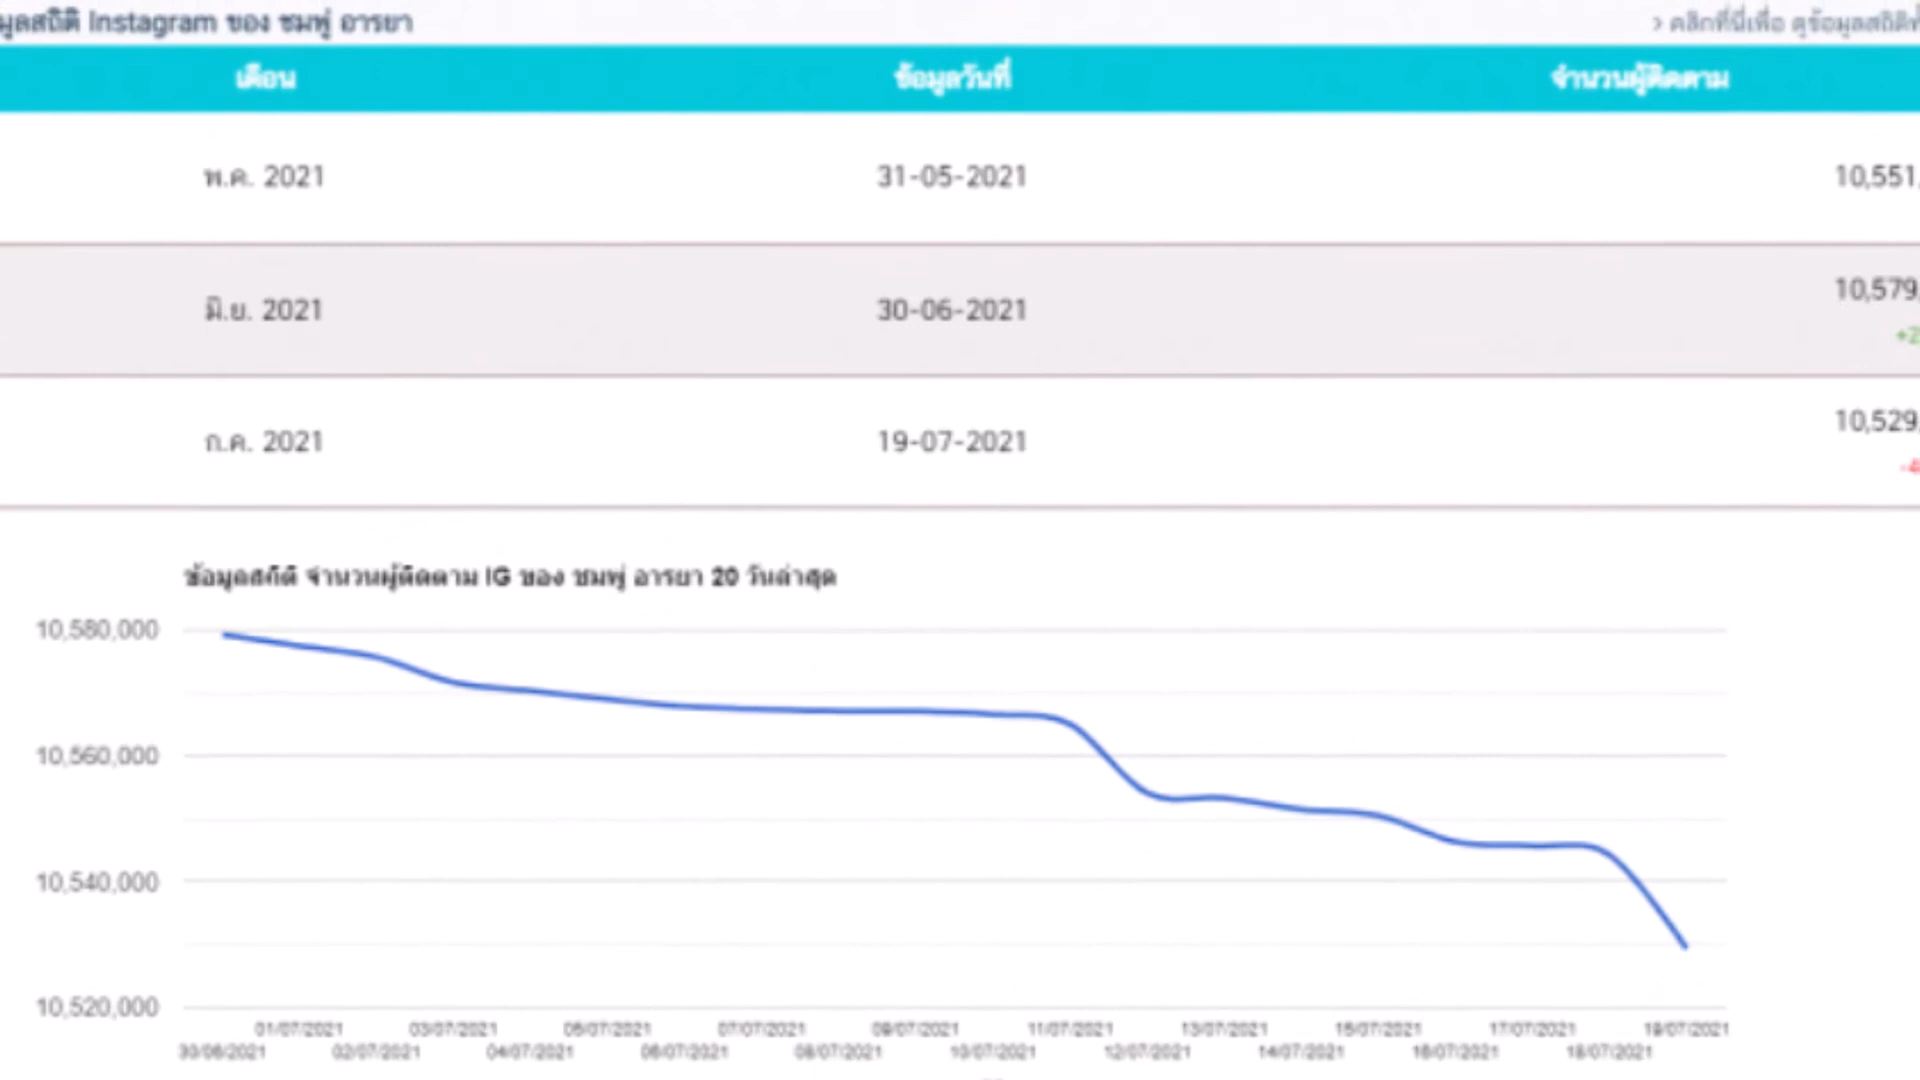 มูลสถิติ Instagram ของ ชมพู่ อารยา
> คลิกที่นี่เพื่อ ดูข้อมูลสถิติ
เดือน ข้อมูลวันที่ จำนวนผู้ติดตาม
พ.ค. 2021 31-05-2021 10,551,
มิ.ย. 2021 30-06-2021 10,579,
+2
ก.ค. 2021 19-07-2021 10,529,
-4
ข้อมูลสถิติ จำนวนผู้ติดตาม IG ของ ชมพู่ อารยา 20 วันล่าสุด
10,580,000
10,560,000
10,540,000
10,520,000
01/07/2021 03/07/2021 05/07/2021 07/07/2021 09/07/2021 11/07/2021 13/07/2021 15/07/2021 17/07/2021 19/07/2021
30/06/2021 02/07/2021 04/07/2021 06/07/2021 08/07/2021 10/07/2021 12/07/2021 14/07/2021 16/07/2021 18/07/2021